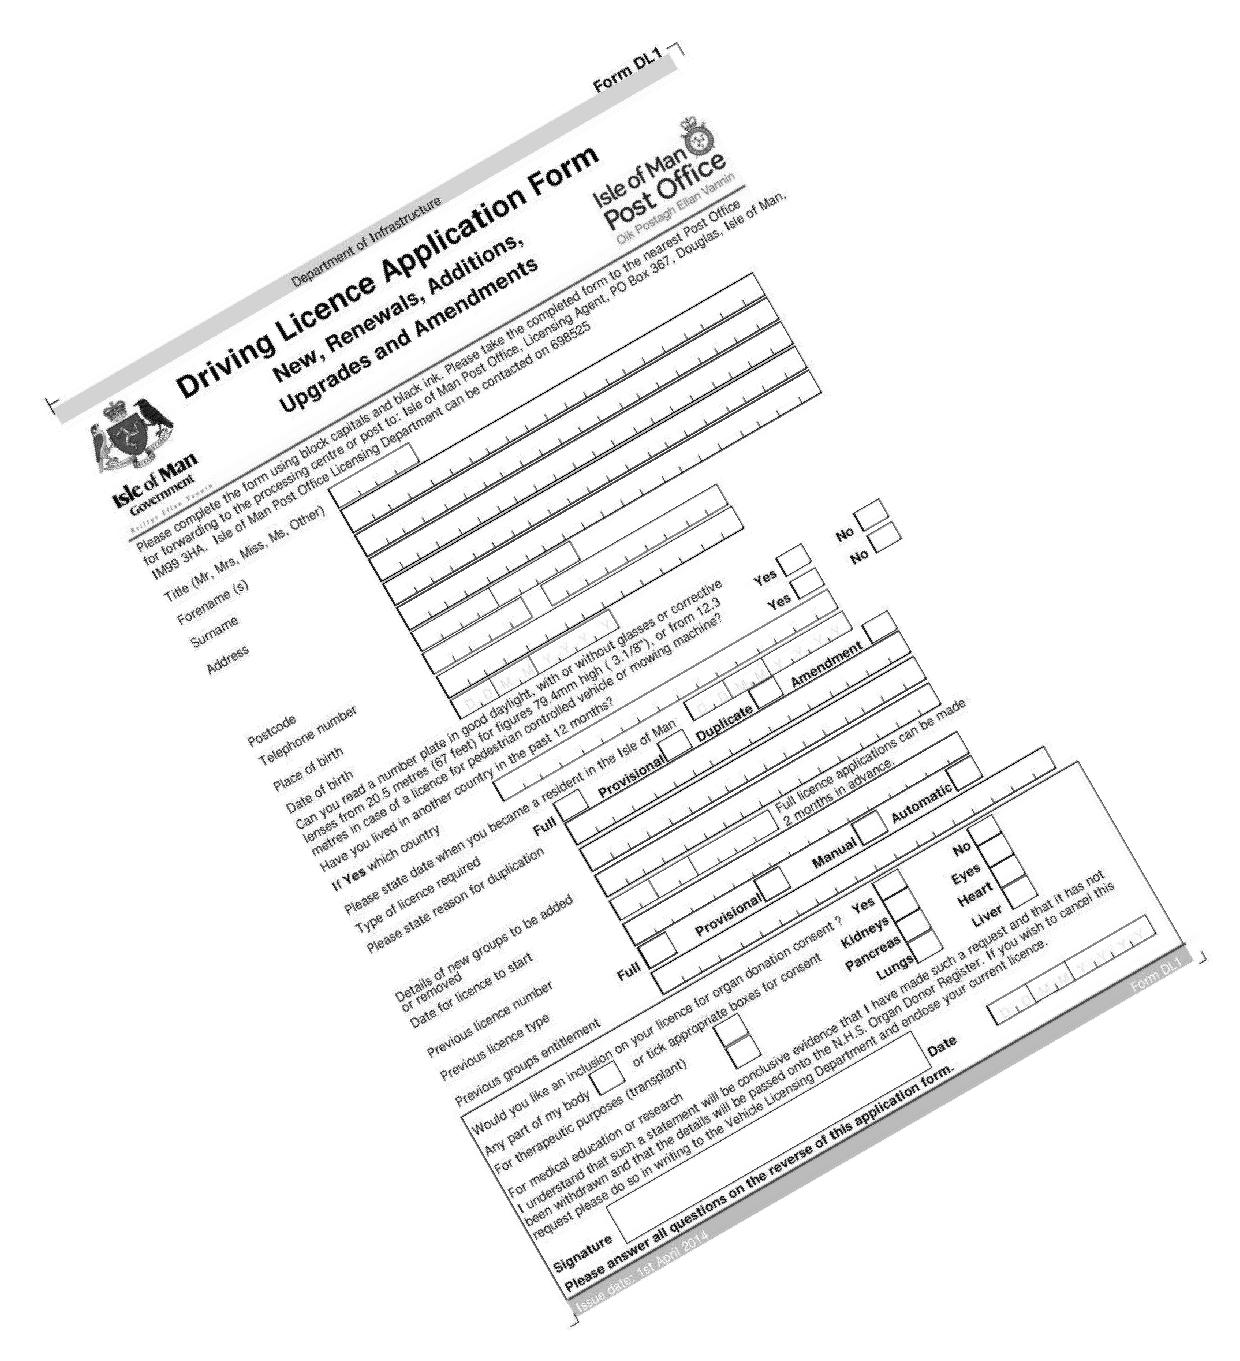 Form DL1
Department of Infrastructure
Driving Licence Application Form
New, Renewals, Additions,
Upgrades and Amendments
Isle of Man
Government
Reiltys Ellan Vannin
Isle of Man
Post Office
Oik Postagh Ellan Vannin
Please complete the form using block capitals and black ink. Please take the completed form to the nearest Post Office
for forwarding to the processing centre or post to: Isle of Man Post Office, Licensing Agent, PO Box 367, Douglas, Isle of Man,
IM99 3HA. Isle of Man Post Office Licensing Department can be contacted on 698525
Title (Mr, Mrs, Miss, Ms, Other)
Forename (s)
Surname
Address
Postcode
Telephone number
Place of birth
Date of birth
D D M M Y Y Y Y
Can you read a number plate in good daylight, with or without glasses or corrective
lenses from 20.5 metres (67 feet) for figures 79.4mm high ( 3.1/8"), or from 12.3
metres in case of a licence for pedestrian controlled vehicle or mowing machine?
Yes No
Have you lived in another country in the past 12 months?
Yes No
If Yes which country
Please state date when you became a resident in the Isle of Man
D D M M Y Y Y Y
Type of licence required
Full Provisional Duplicate Amendment
Please state reason for duplication
Details of new groups to be added
or removed
Date for licence to start
Full licence applications can be made
2 months in advance.
Previous licence number
Previous licence type
Full Provisional Manual Automatic
Previous groups entitlement
Would you like an inclusion on your licence for organ donation consent ?
Yes No
Any part of my body
or tick appropriate boxes for consent
Kidneys Eyes
For therapeutic purposes (transplant)
Pancreas Heart
For medical education or research
Lungs Liver
I understand that such a statement will be conclusive evidence that I have made such a request and that it has not
been withdrawn and that the details will be passed onto the N.H.S. Organ Donor Register. If you wish to cancel this
request please do so in writing to the Vehicle Licensing Department and enclose your current licence.
Signature
Date
D D M M Y Y Y Y
Please answer all questions on the reverse of this application form.
Issue date: 1st April 2014
Form DL1